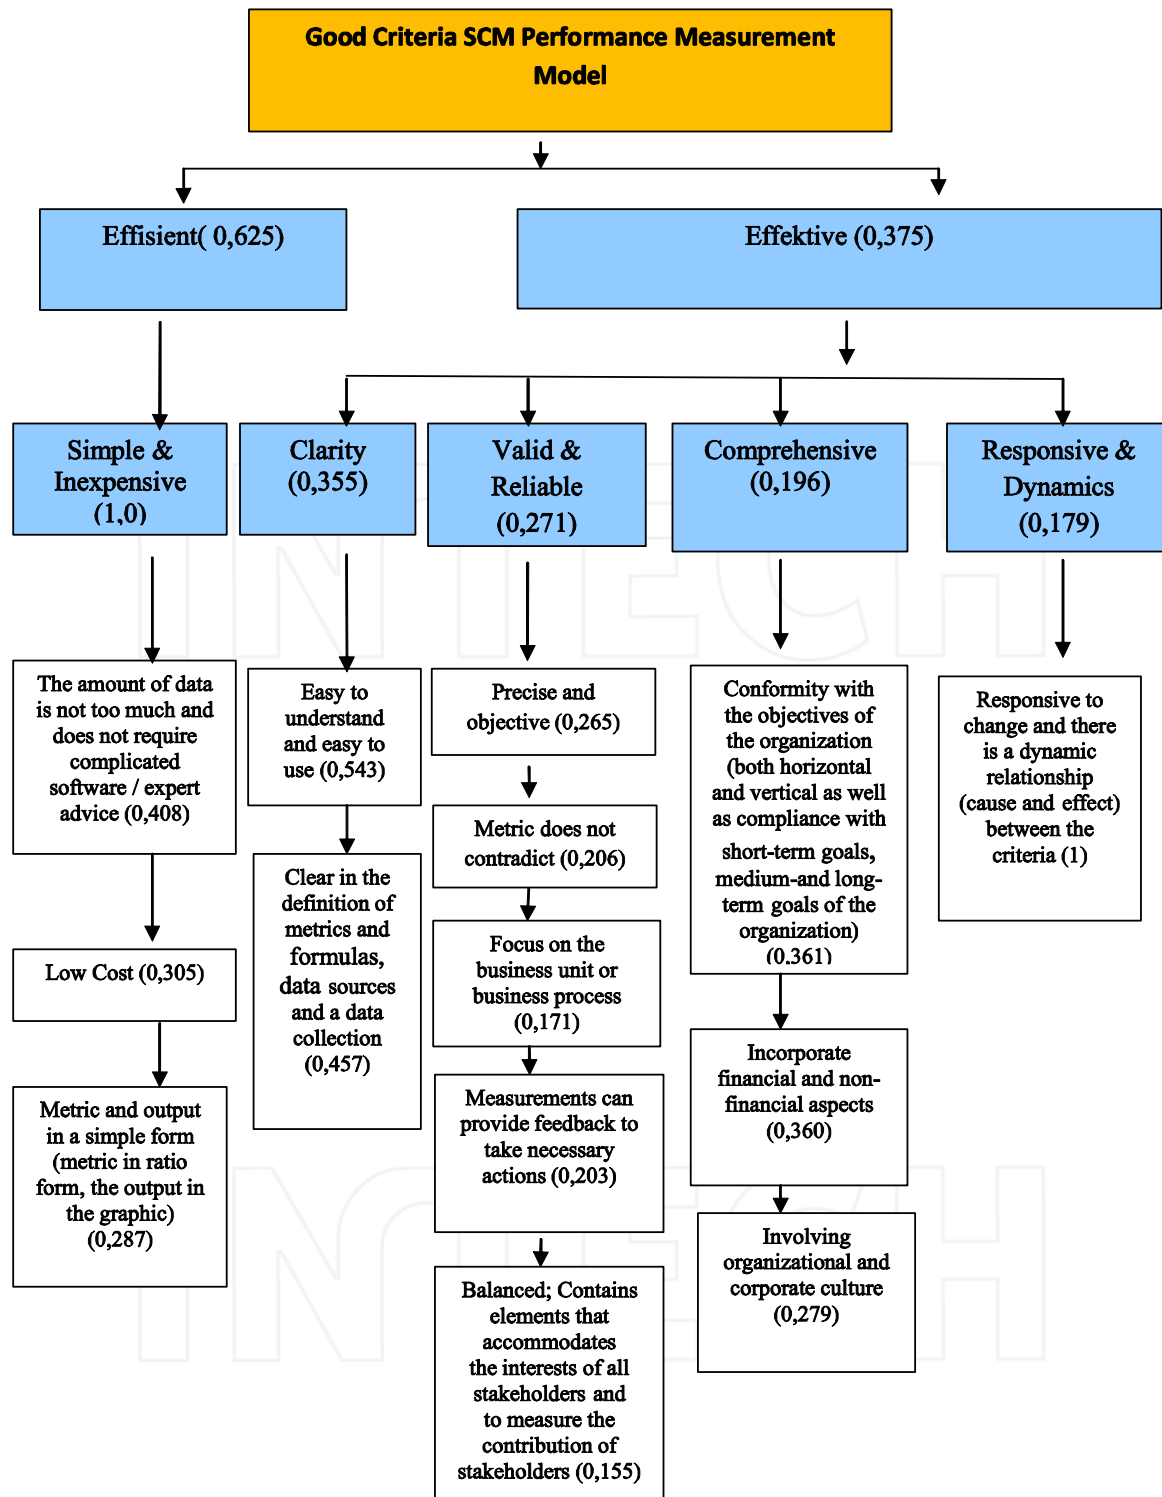 Good Criteria SCM Performance Measurement
Model
Effisient( 0,625)
Effektive (0,375)
Simple &
Inexpensive
(1,0)
Clarity
(0,355)
Valid &
Reliable
(0,271)
Comprehensive
(0,196)
Responsive &
Dynamics
(0,179)
The amount of data
is not too much and
does not require
complicated
software / expert
advice (0,408)
Low Cost (0,305)
Metric and output
in a simple form
(metric in ratio
form, the output in
the graphic)
(0,287)
Easy to
understand
and easy to
use (0,543)
Clear in the
definition of
metrics and
formulas,
data sources
and a data
collection
(0,457)
Precise and
objective (0,265)
Metric does not
contradict (0,206)
Focus on the
business unit or
business process
(0,171)
Measurements can
provide feedback to
take necessary
actions (0,203)
Balanced; Contains
elements that
accommodates
the interests of all
stakeholders and
to measure the
contribution of
stakeholders (0,155)
Conformity with
the objectives of
the organization
(both horizontal
and vertical as well
as compliance with
short-term goals,
medium-and long-
term goals of the
organization)
(0.361)
Incorporate
financial and non-
financial aspects
(0,360)
Involving
organizational and
corporate culture
(0,279)
Responsive to
change and there
is a dynamic
relationship
(cause and effect)
between the
criteria (1)
INTECH
INTECH